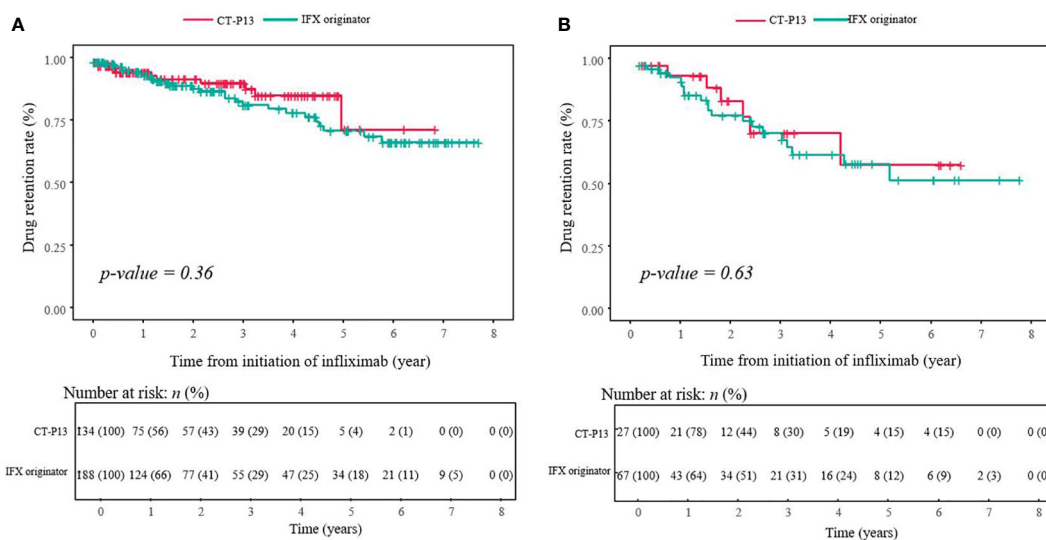 A
CT-P13 IFX originator
Drug retention rate (%)
1.00
0.75
0.50
0.25
0.00
p-value = 0.36
0 1 2 3 4 5 6 7 8
Time from initiation of infliximab (year)
Number at risk: n (%)
CT-P13 134 (100) 75 (56) 57 (43) 39 (29) 20 (15) 5 (4) 2 (1) 0 (0) 0 (0)
IFX originator 188 (100) 124 (66) 77 (41) 55 (29) 47 (25) 34 (18) 21 (11) 9 (5) 0 (0)
0 1 2 3 4 5 6 7 8
Time (years)
B
CT-P13 IFX originator
Drug retention rate (%)
1.00
0.75
0.50
0.25
0.00
p-value = 0.63
0 1 2 3 4 5 6 7 8
Time from initiation of infliximab (year)
Number at risk: n (%)
CT-P13 27 (100) 21 (78) 12 (44) 8 (30) 5 (19) 4 (15) 4 (15) 0 (0) 0 (0
IFX originator 67 (100) 43 (64) 34 (51) 21 (31) 16 (24) 8 (12) 6 (9) 2 (3) 0 (0
0 1 2 3 4 5 6 7 8
Time (years)